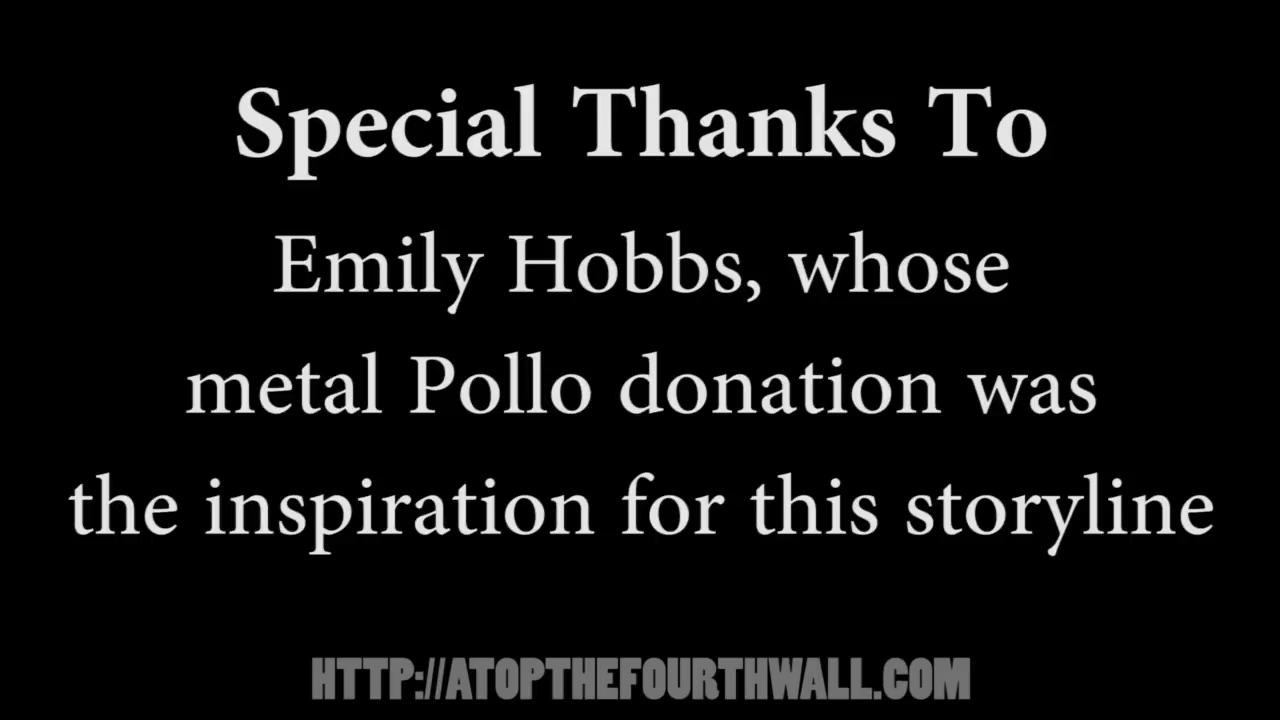 Special Thanks To
Emily Hobbs, whose
metal Pollo donation was
the inspiration for this storyline
HTTP://ATOPTHEFOURTHWALL.COM